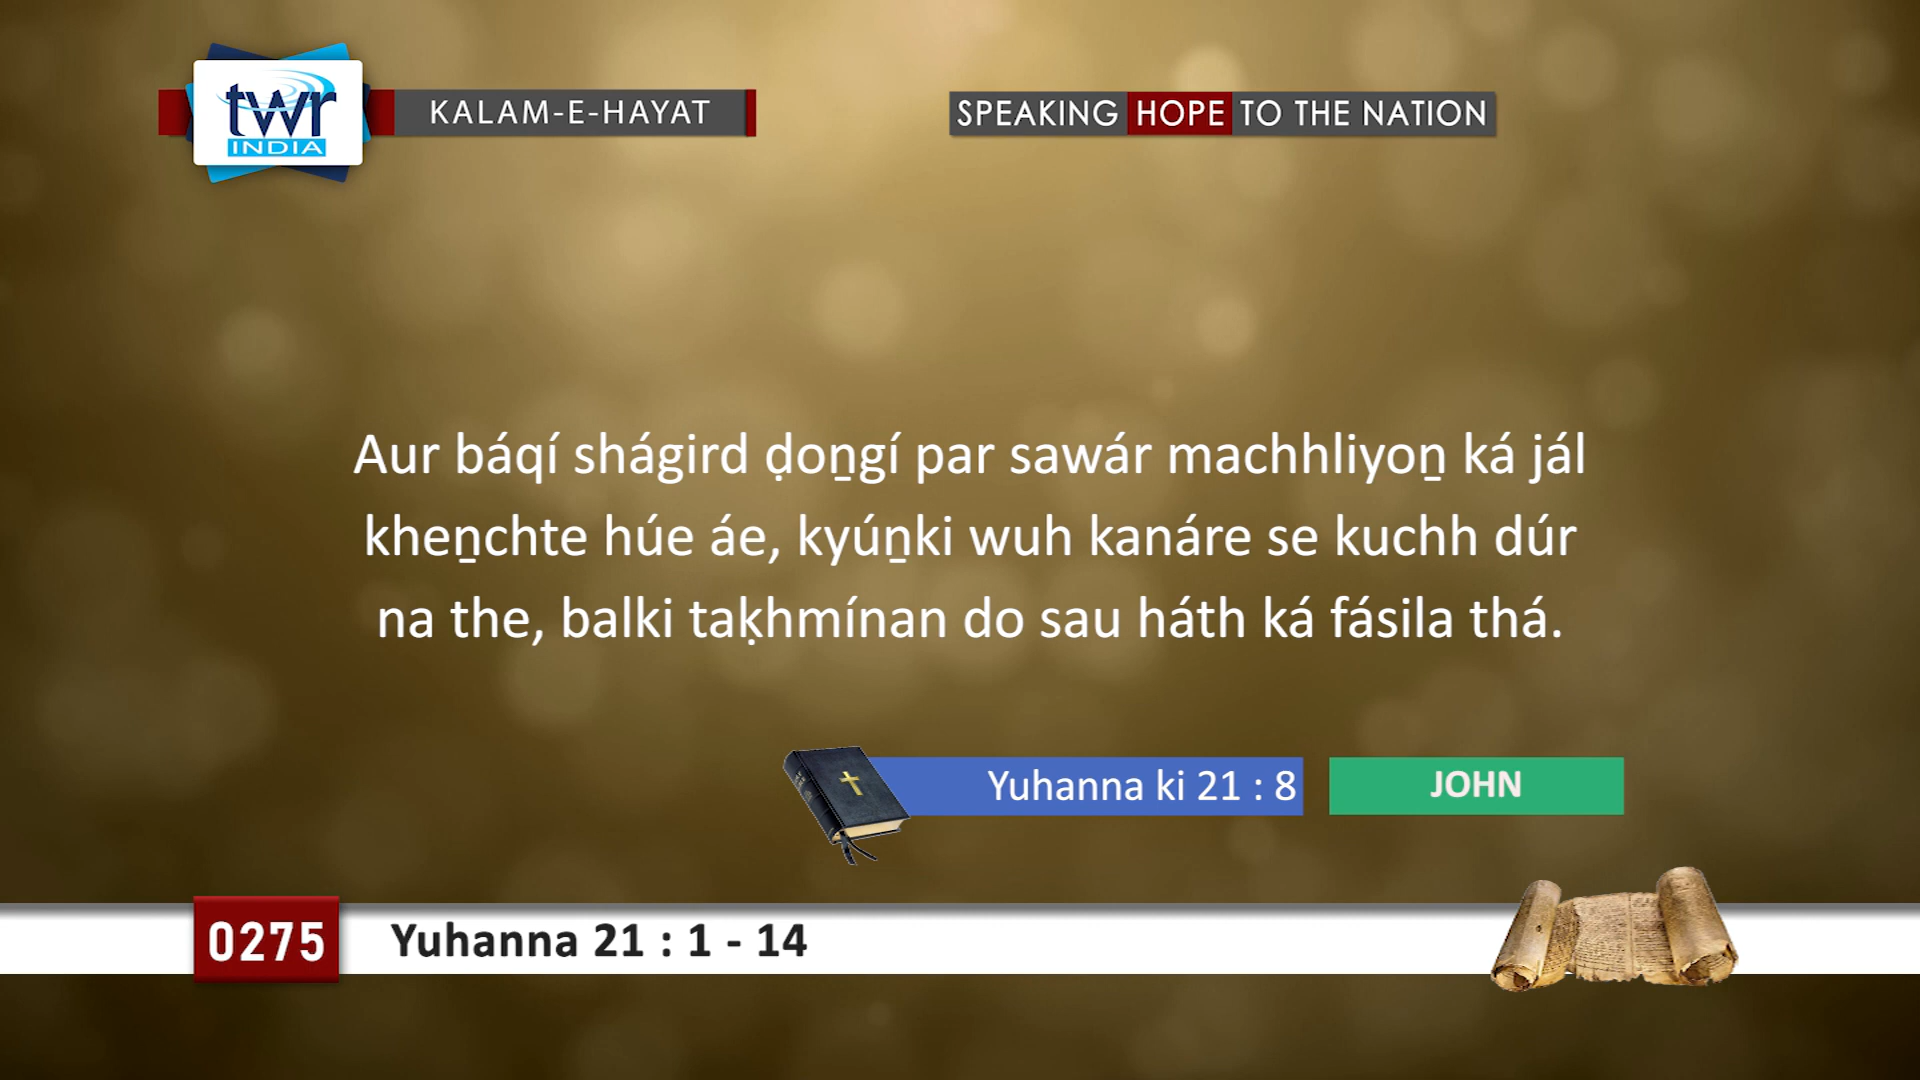 twr
INDIA
KALAM-E-HAYAT
SPEAKING HOPE TO THE NATION
Aur báqí shágird ḍoṉgí par sawár machhliyoṉ ká jál
kheṉchte húe áe, kyúṉki wuh kanáre se kuchh dúr
na the, balki taḳhmínan do sau háth ká fásila thá.
Yuhanna ki 21 : 8
JOHN
0275
Yuhanna 21 : 1 - 14